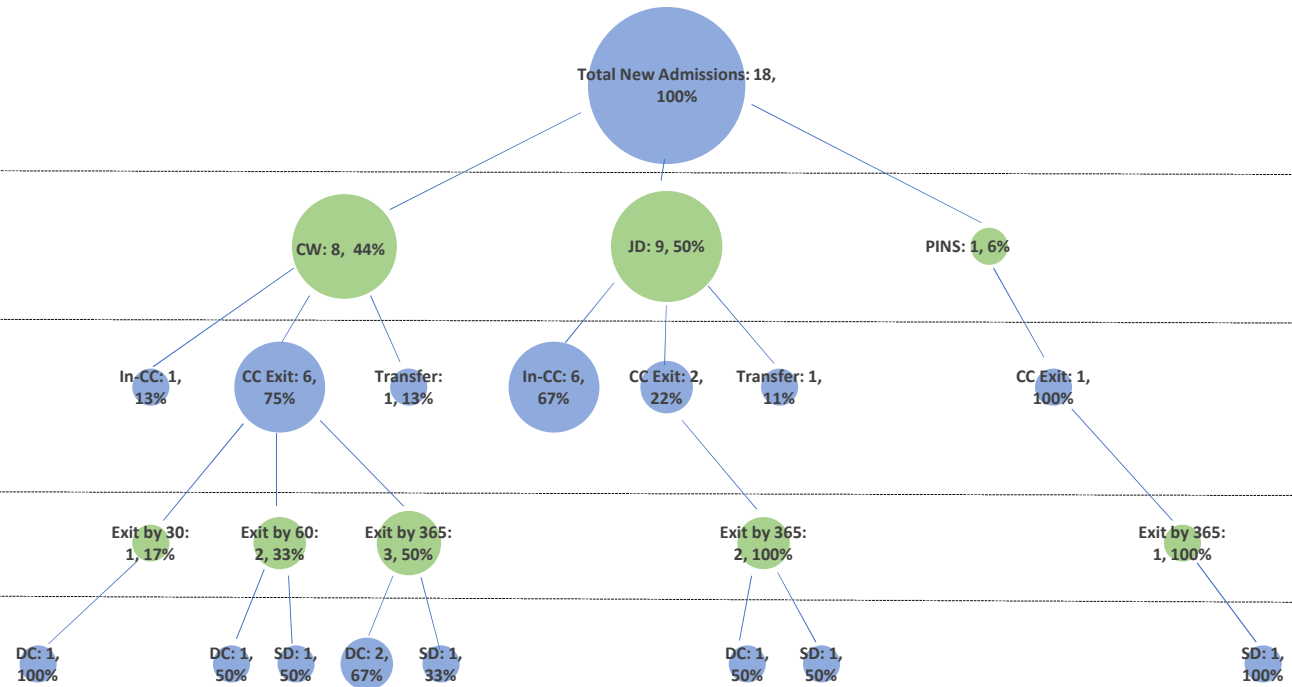 Total New Admissions: 18,
100%
CW: 8,  44%
JD: 9, 50%
PINS: 1, 6%
In-CC: 1,
13%
CC Exit: 6,
75%
Transfer:
1, 13%
In-CC: 6,
67%
CC Exit: 2,
22%
Transfer: 1,
11%
CC Exit: 1,
100%
Exit by 30:
1, 17%
Exit by 60:
2, 33%
Exit by 365:
3, 50%
Exit by 365:
2, 100%
Exit by 365:
1, 100%
DC: 1,
100%
DC: 1,
50%
SD: 1,
50%
DC: 2,
67%
SD: 1,
33%
DC: 1,
50%
SD: 1,
50%
SD: 1,
100%